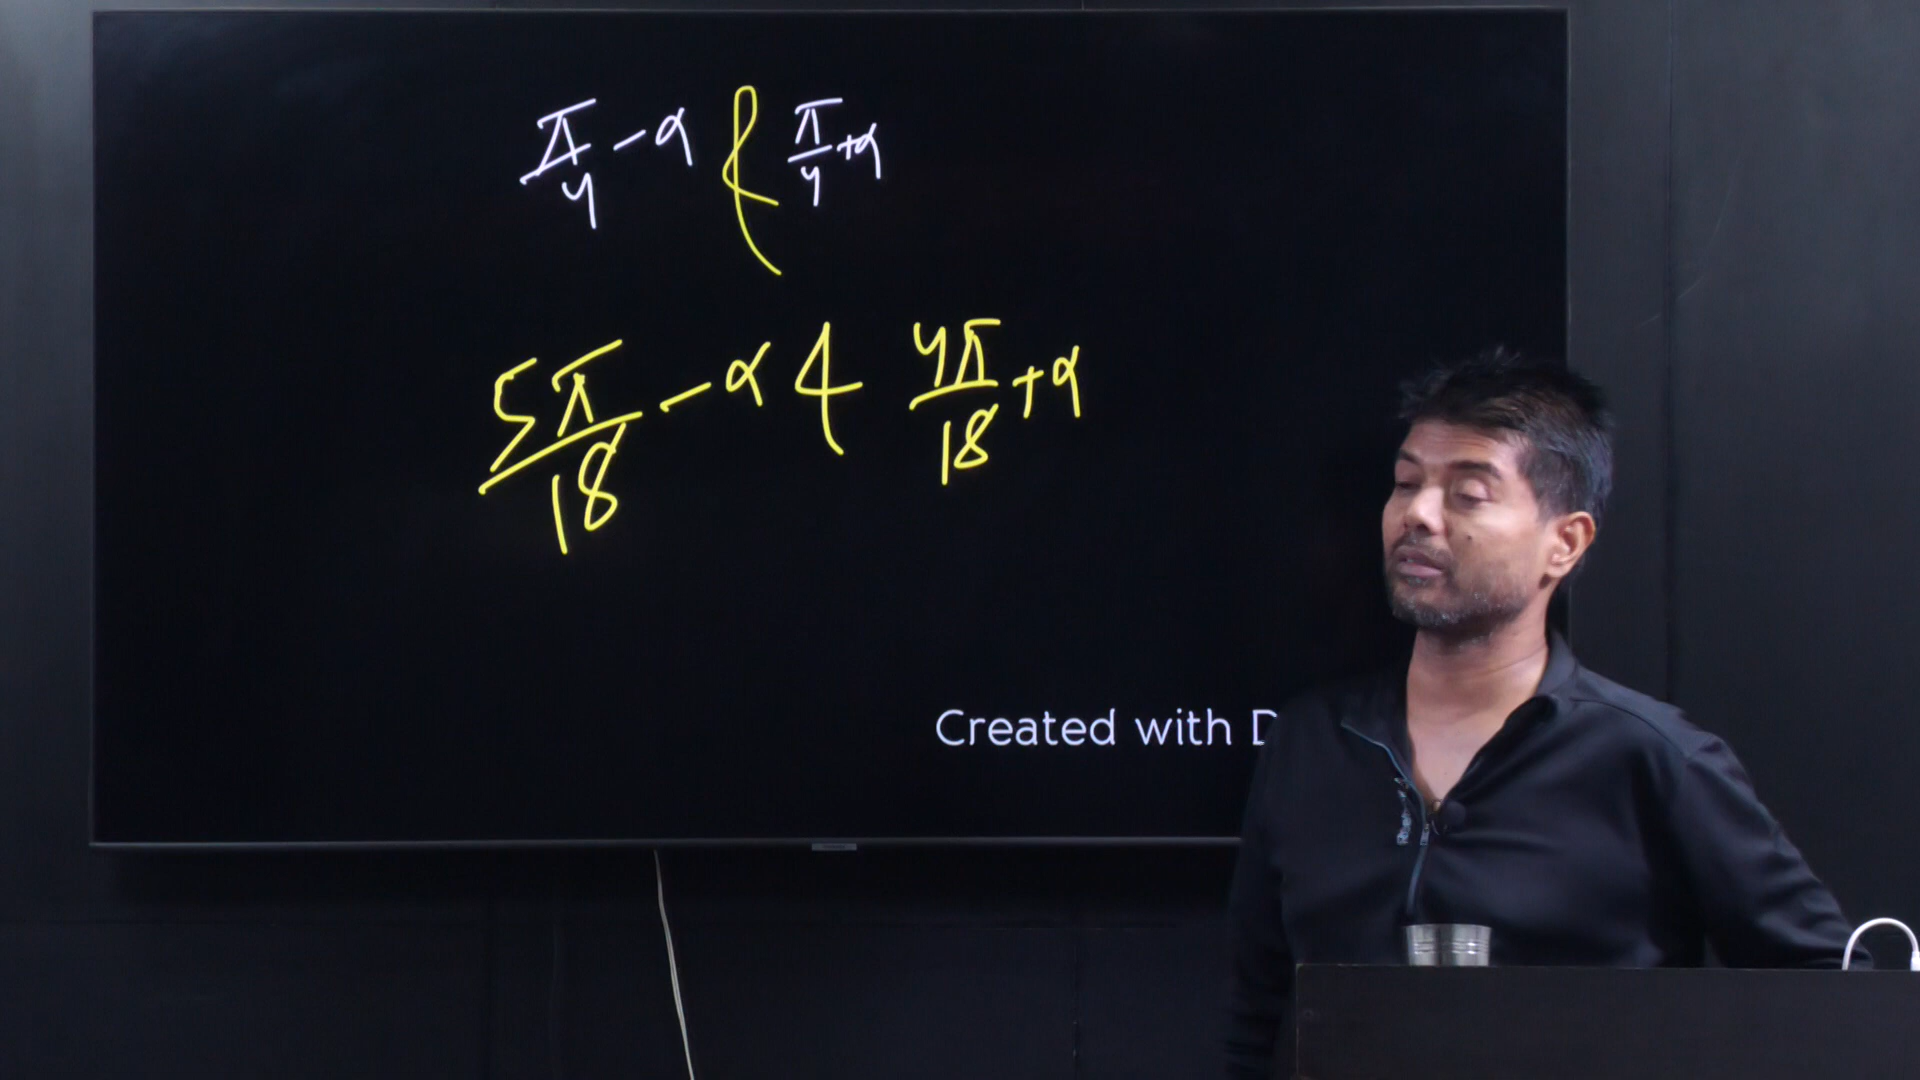 π/4 - α & π/4 + α
5π/18 - α & 4π/18 + α
Created with